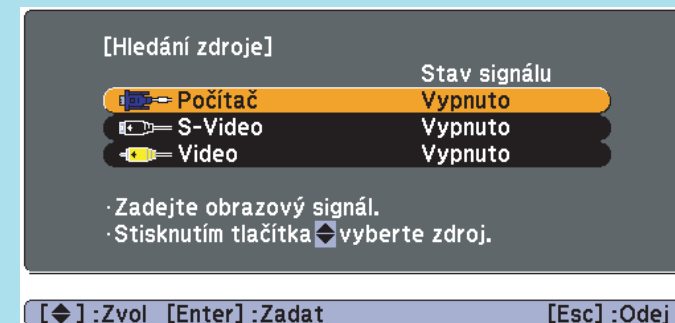 [Hledání zdroje]
Stav signálu
Počítač Vypnuto
S-Video Vypnuto
Video Vypnuto
·Zadejte obrazový signál.
·Stisknutím tlačítka vyberte zdroj.
[◆] :Zvol [Enter] :Zadat [Esc] :Odej